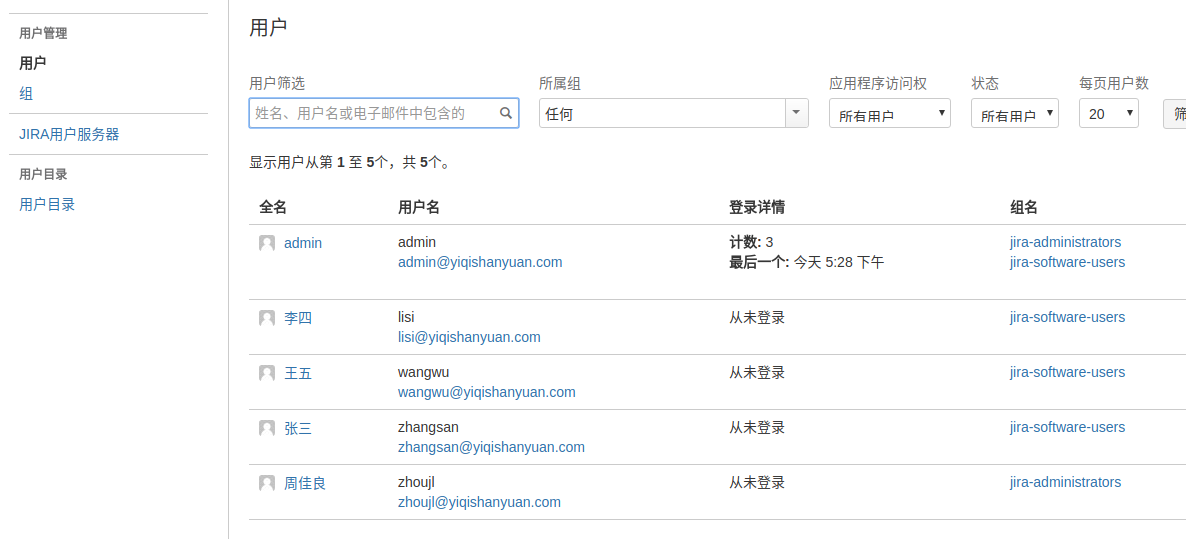 用户管理
用户
组
JIRA用户服务器
用户目录
用户目录
用户
用户筛选 所属组 应用程序访问权 状态 每页用户数
姓名、用户名或电子邮件中包含的 任何 所有用户 所有用户 20 筛
显示用户从第 1 至 5个，共 5个。
全名 用户名 登录详情 组名
admin admin 计数: 3 jira-administrators
admin@yiqishanyuan.com 最后一个: 今天 5:28 下午 jira-software-users
李四 lisi 从未登录 jira-software-users
lisi@yiqishanyuan.com
王五 wangwu 从未登录 jira-software-users
wangwu@yiqishanyuan.com
张三 zhangsan 从未登录 jira-software-users
zhangsan@yiqishanyuan.com
周佳良 zhoujl 从未登录 jira-administrators
zhoujl@yiqishanyuan.com